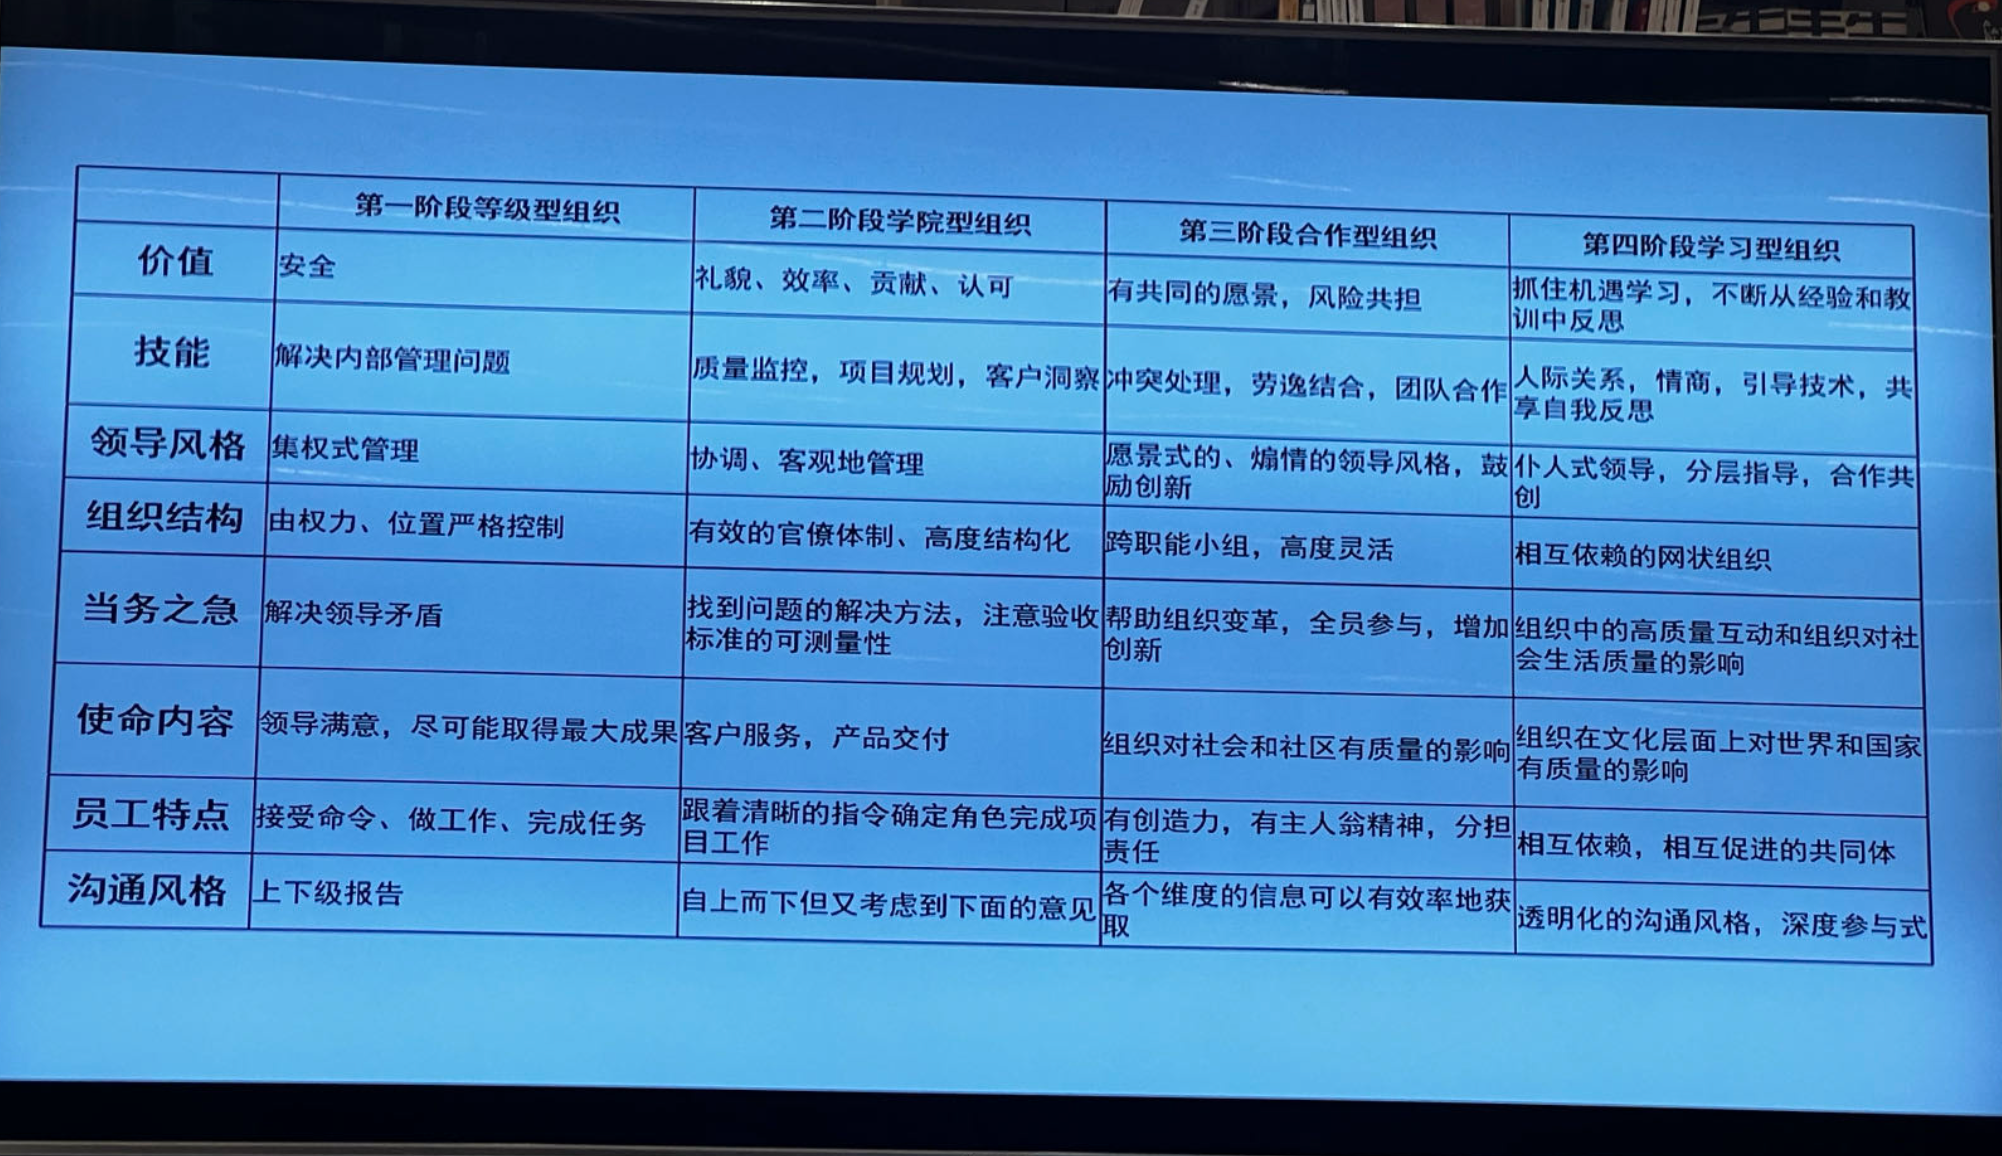 第一阶段等级型组织
第二阶段学院型组织
第三阶段合作型组织
第四阶段学习型组织
价值
安全
礼貌、效率、贡献、认可
有共同的愿景，风险共担
抓住机遇学习，不断从经验和教
训中反思
技能
解决内部管理问题
质量监控，项目规划，客户洞察
冲突处理，劳逸结合，团队合作
人际关系，情商，引导技术，共
享自我反思
领导风格
集权式管理
协调、客观地管理
愿景式的、煽情的领导风格，鼓
励创新
仆人式领导，分层指导，合作共
创
组织结构
由权力、位置严格控制
有效的官僚体制、高度结构化
跨职能小组，高度灵活
相互依赖的网状组织
当务之急
解决领导矛盾
找到问题的解决方法，注意验收
标准的可测量性
帮助组织变革，全员参与，增加
创新
组织中的高质量互动和组织对社
会生活质量的影响
使命内容
领导满意，尽可能取得最大成果
客户服务，产品交付
组织对社会和社区有质量的影响
组织在文化层面上对世界和国家
有质量的影响
员工特点
接受命令、做工作、完成任务
跟着清晰的指令确定角色完成项
目工作
有创造力，有主人翁精神，分担
责任
相互依赖，相互促进的共同体
沟通风格
上下级报告
自上而下但又考虑到下面的意见
各个维度的信息可以有效率地获
取
透明化的沟通风格，深度参与式